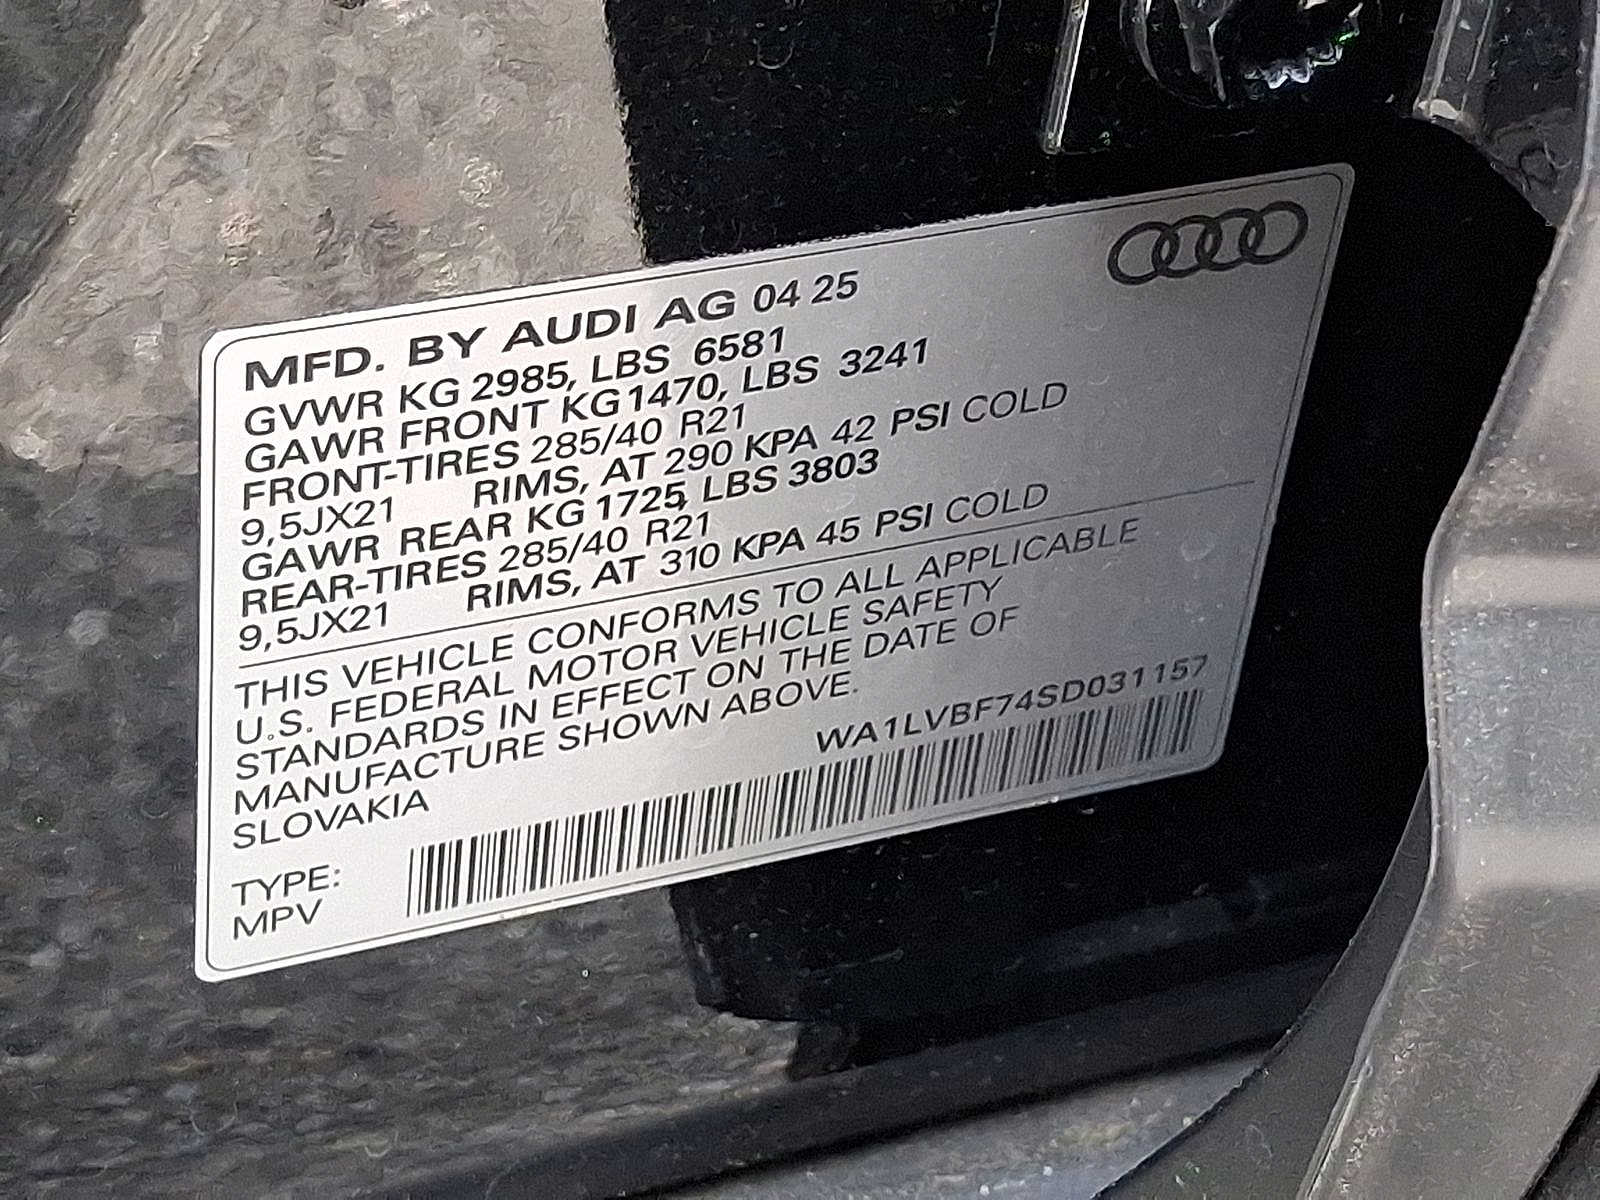 MFD. BY AUDI AG 04 25
GVWR KG 2985, LBS 6581
GAWR FRONT KG 1470, LBS 3241
FRONT-TIRES 285/40 R21
9,5JX21 RIMS, AT 290 KPA 42 PSI COLD
GAWR REAR KG 1725, LBS 3803
REAR-TIRES 285/40 R21
9,5JX21 RIMS, AT 310 KPA 45 PSI COLD
THIS VEHICLE CONFORMS TO ALL APPLICABLE
U.S. FEDERAL MOTOR VEHICLE SAFETY
STANDARDS IN EFFECT ON THE DATE OF
MANUFACTURE SHOWN ABOVE.
SLOVAKIA
WA1LVBF74SD031157
TYPE:
MPV